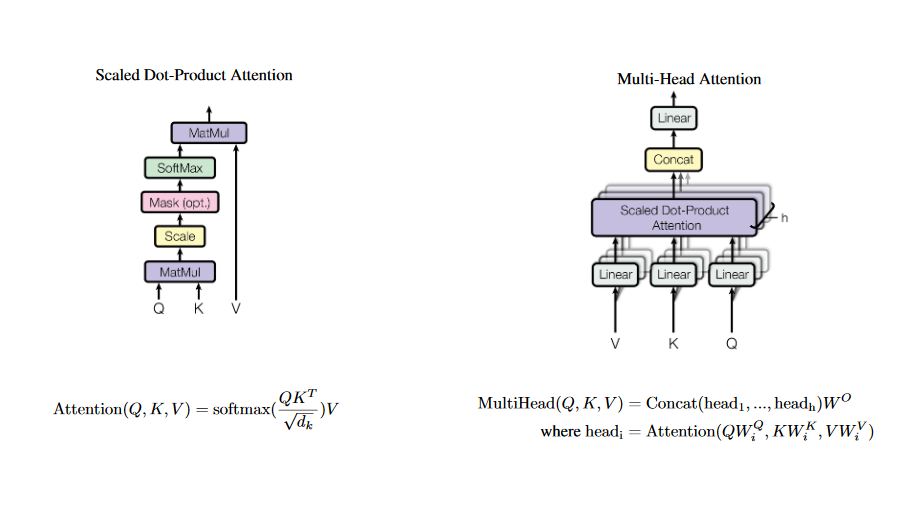 Scaled Dot-Product Attention
MatMul
SoftMax
Mask (opt.)
Scale
MatMul
Q K V
Attention(Q, K, V) = softmax(QK^T / √d_k)V
Multi-Head Attention
Linear
Concat
Scaled Dot-Product
Attention
h
Linear Linear Linear
V K Q
MultiHead(Q, K, V) = Concat(head_1, ..., head_h)W^O
where head_i = Attention(QW_i^Q, KW_i^K, VW_i^V)